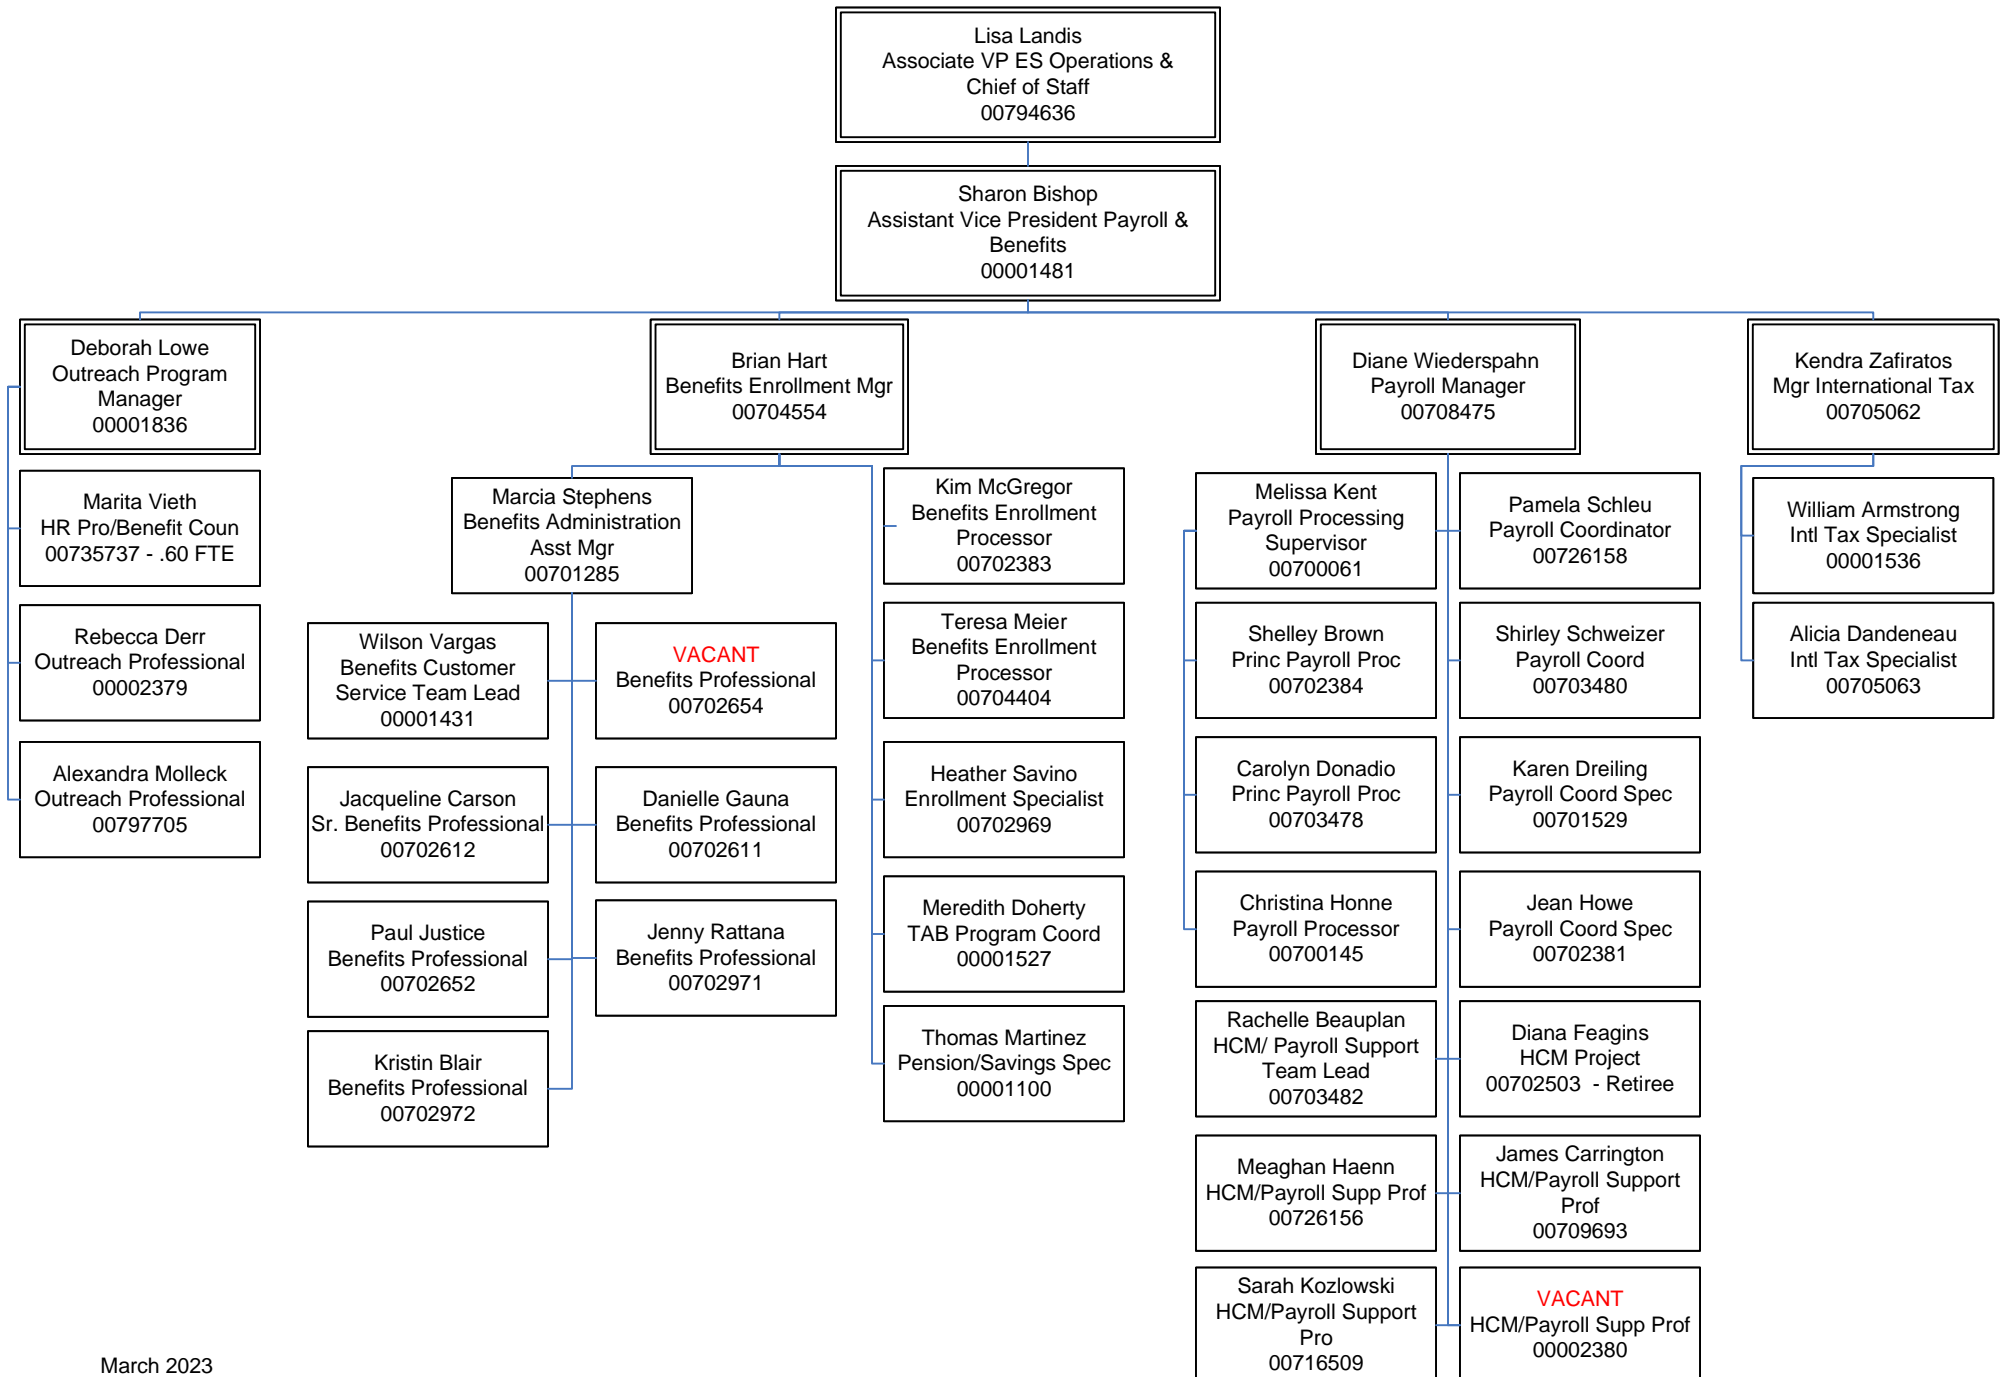 Lisa Landis
Associate VP ES Operations &
Chief of Staff
00794636
Sharon Bishop
Assistant Vice President Payroll &
Benefits
00001481
Deborah Lowe
Outreach Program
Manager
00001836
Brian Hart
Benefits Enrollment Mgr
00704554
Diane Wiederspahn
Payroll Manager
00708475
Kendra Zafiratos
Mgr International Tax
00705062
Marita Vieth
HR Pro/Benefit Coun
00735737 - .60 FTE
Rebecca Derr
Outreach Professional
00002379
Alexandra Molleck
Outreach Professional
00797705
Marcia Stephens
Benefits Administration
Asst Mgr
00701285
Wilson Vargas
Benefits Customer
Service Team Lead
00001431
VACANT
Benefits Professional
00702654
Jacqueline Carson
Sr. Benefits Professional
00702612
Danielle Gauna
Benefits Professional
00702611
Paul Justice
Benefits Professional
00702652
Jenny Rattana
Benefits Professional
00702971
Kristin Blair
Benefits Professional
00702972
Kim McGregor
Benefits Enrollment
Processor
00702383
Teresa Meier
Benefits Enrollment
Processor
00704404
Heather Savino
Enrollment Specialist
00702969
Meredith Doherty
TAB Program Coord
00001527
Thomas Martinez
Pension/Savings Spec
00001100
Melissa Kent
Payroll Processing
Supervisor
00700061
Pamela Schleu
Payroll Coordinator
00726158
Shelley Brown
Princ Payroll Proc
00702384
Shirley Schweizer
Payroll Coord
00703480
Carolyn Donadio
Princ Payroll Proc
00703478
Karen Dreiling
Payroll Coord Spec
00701529
Christina Honne
Payroll Processor
00700145
Jean Howe
Payroll Coord Spec
00702381
Rachelle Beauplan
HCM/ Payroll Support
Team Lead
00703482
Diana Feagins
HCM Project
00702503  - Retiree
Meaghan Haenn
HCM/Payroll Supp Prof
00726156
James Carrington
HCM/Payroll Support
Prof
00709693
Sarah Kozlowski
HCM/Payroll Support
Pro
00716509
VACANT
HCM/Payroll Supp Prof
00002380
William Armstrong
Intl Tax Specialist
00001536
Alicia Dandeneau
Intl Tax Specialist
00705063
March 2023